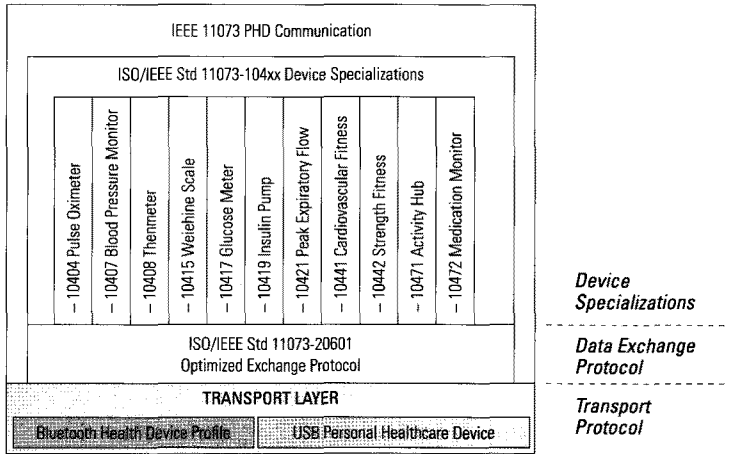 IEEE 11073 PHD Communication
ISO/IEEE Std 11073-104xx Device Specializations
– 10404 Pulse Oximeter
– 10407 Blood Pressure Monitor
– 10408 Thenmeter
– 10415 Weiehine Scale
– 10417 Glucose Meter
– 10419 Insulin Pump
– 10421 Peak Expiratory Flow
– 10441 Cardiovascular Fitness
– 10442 Strength Fitness
– 10471 Activity Hub
– 10472 Medication Monitor
Device
Specializations
ISO/IEEE Std 11073-20601
Optimized Exchange Protocol
Data Exchange
Protocol
TRANSPORT LAYER
Bluetooth Health Device Profile
USB Personal Healthcare Device
Transport
Protocol